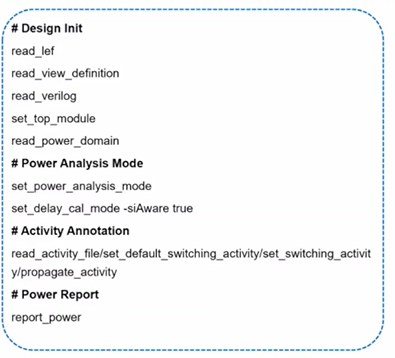 # Design Init
read_lef
read_view_definition
read_verilog
set_top_module
read_power_domain
# Power Analysis Mode
set_power_analysis_mode
set_delay_cal_mode -siAware true
# Activity Annotation
read_activity_file/set_default_switching_activity/set_switching_activit
y/propagate_activity
# Power Report
report_power